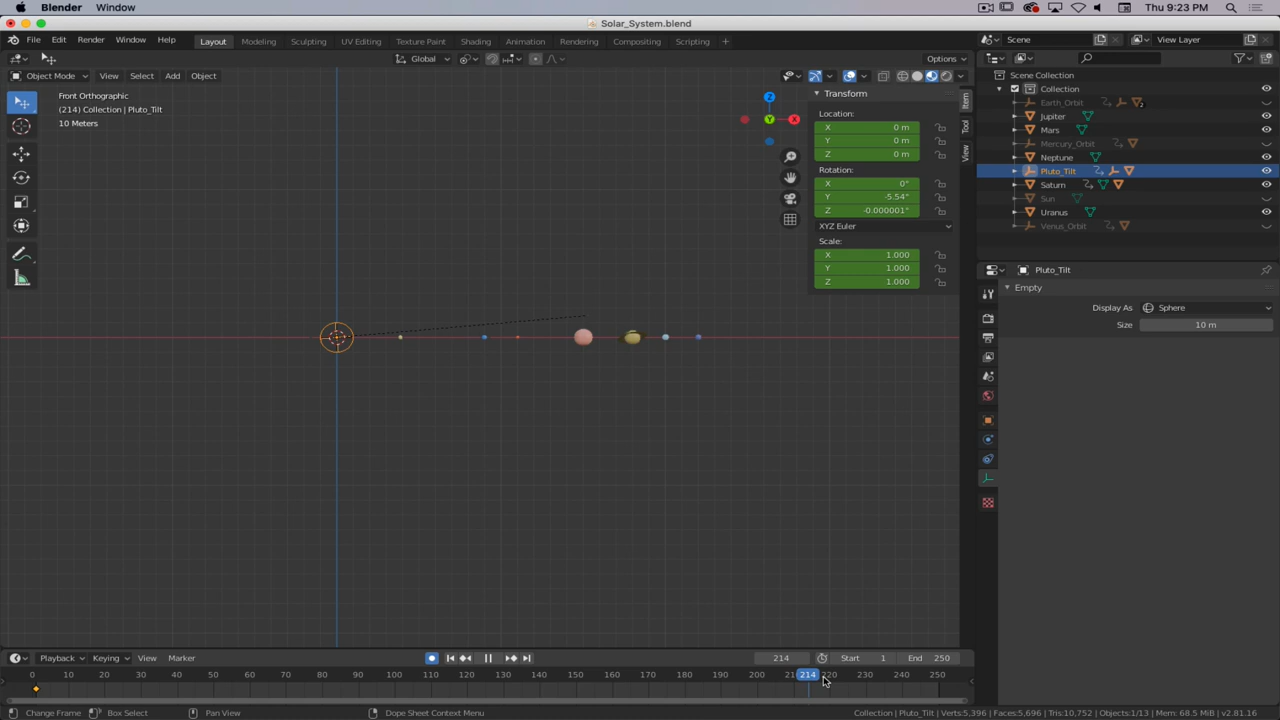 Blender Window Thu 9:23 PM
Solar_System.blend
File Edit Render Window Help Layout Modeling Sculpting UV Editing Texture Paint Shading Animation Rendering Compositing Scripting + Scene View Layer
Global Options
Object Mode View Select Add Object Scene Collection
Collection
Front Orthographic
(214) Collection | Pluto_Tilt
10 Meters
Z
Y
X
Transform
Location:
X 0 m
Y 0 m
Z 0 m
Rotation:
X 0°
Y -5.54°
Z -0.000001°
XYZ Euler
Scale:
X 1.000
Y 1.000
Z 1.000
Item
Tool
View
Earth_Orbit 2
Jupiter
Mars
Mercury_Orbit
Neptune
Pluto_Tilt
Saturn
Sun
Uranus
Venus_Orbit
Pluto_Tilt
Empty
Display As Sphere
Size 10 m
Playback Keying View Marker 214 Start 1 End 250
0 10 20 30 40 50 60 70 80 90 100 110 120 130 140 150 160 170 180 190 200 214 220 230 240 250
Change Frame Box Select Pan View Dope Sheet Context Menu Collection | Pluto_Tilt | Verts:5,396 | Faces:5,696 | Tris:10,752 | Objects:1/13 | Mem: 68.5 MiB | v2.81.16